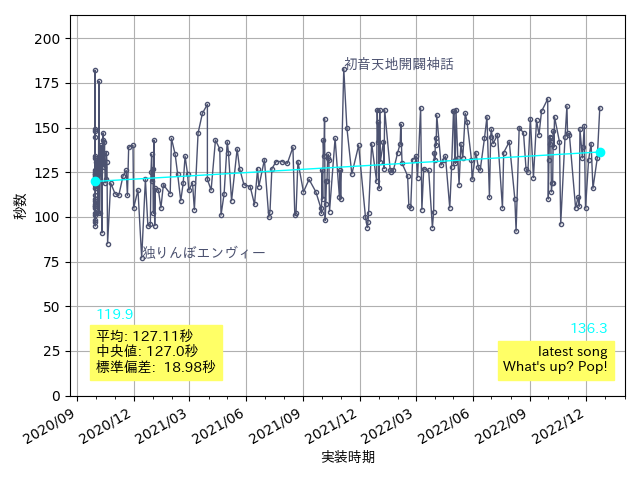 200
175
150
125
100
75
50
25
0
秒数
初音天地開闢神話
独りんぼエンヴィー
119.9
136.3
平均: 127.11秒
中央値: 127.0秒
標準偏差: 18.98秒
latest song
What's up? Pop!
2020/09
2020/12
2021/03
2021/06
2021/09
2021/12
2022/03
2022/06
2022/09
2022/12
実装時期